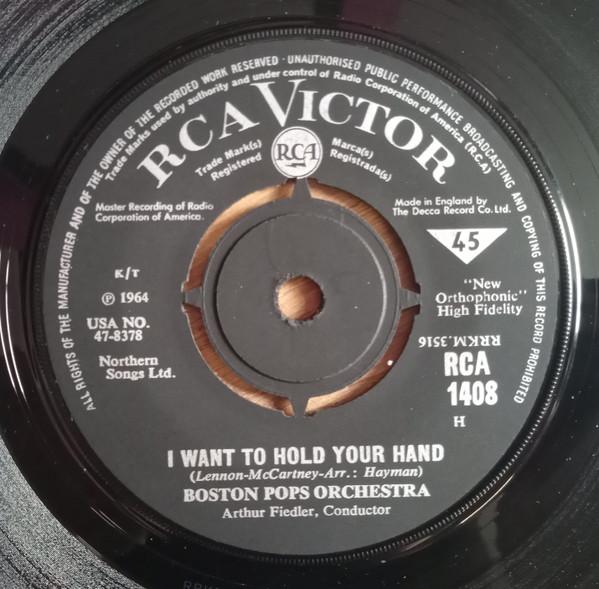 ALL RIGHTS OF THE MANUFACTURER AND OF THE OWNER OF THE RECORDED WORK RESERVED · UNAUTHORISED PUBLIC PERFORMANCE BROADCASTING AND COPYING OF THIS RECORD PROHIBITED
Trade Marks used by authority and under control of Radio Corporation of America (RCA)
RCA VICTOR
Trade Mark(s)
Registered
RCA
Marca(s)
Registrada(s)
Master Recording of Radio
Corporation of America.
Made in England by
The Decca Record Co. Ltd.
45
K/T
℗ 1964
USA NO.
47-8378
Northern
Songs Ltd.
"New
Orthophonic"
High Fidelity
RRKM.3516
RCA
1408
H
I WANT TO HOLD YOUR HAND
(Lennon-McCartney-Arr.: Hayman)
BOSTON POPS ORCHESTRA
Arthur Fiedler, Conductor